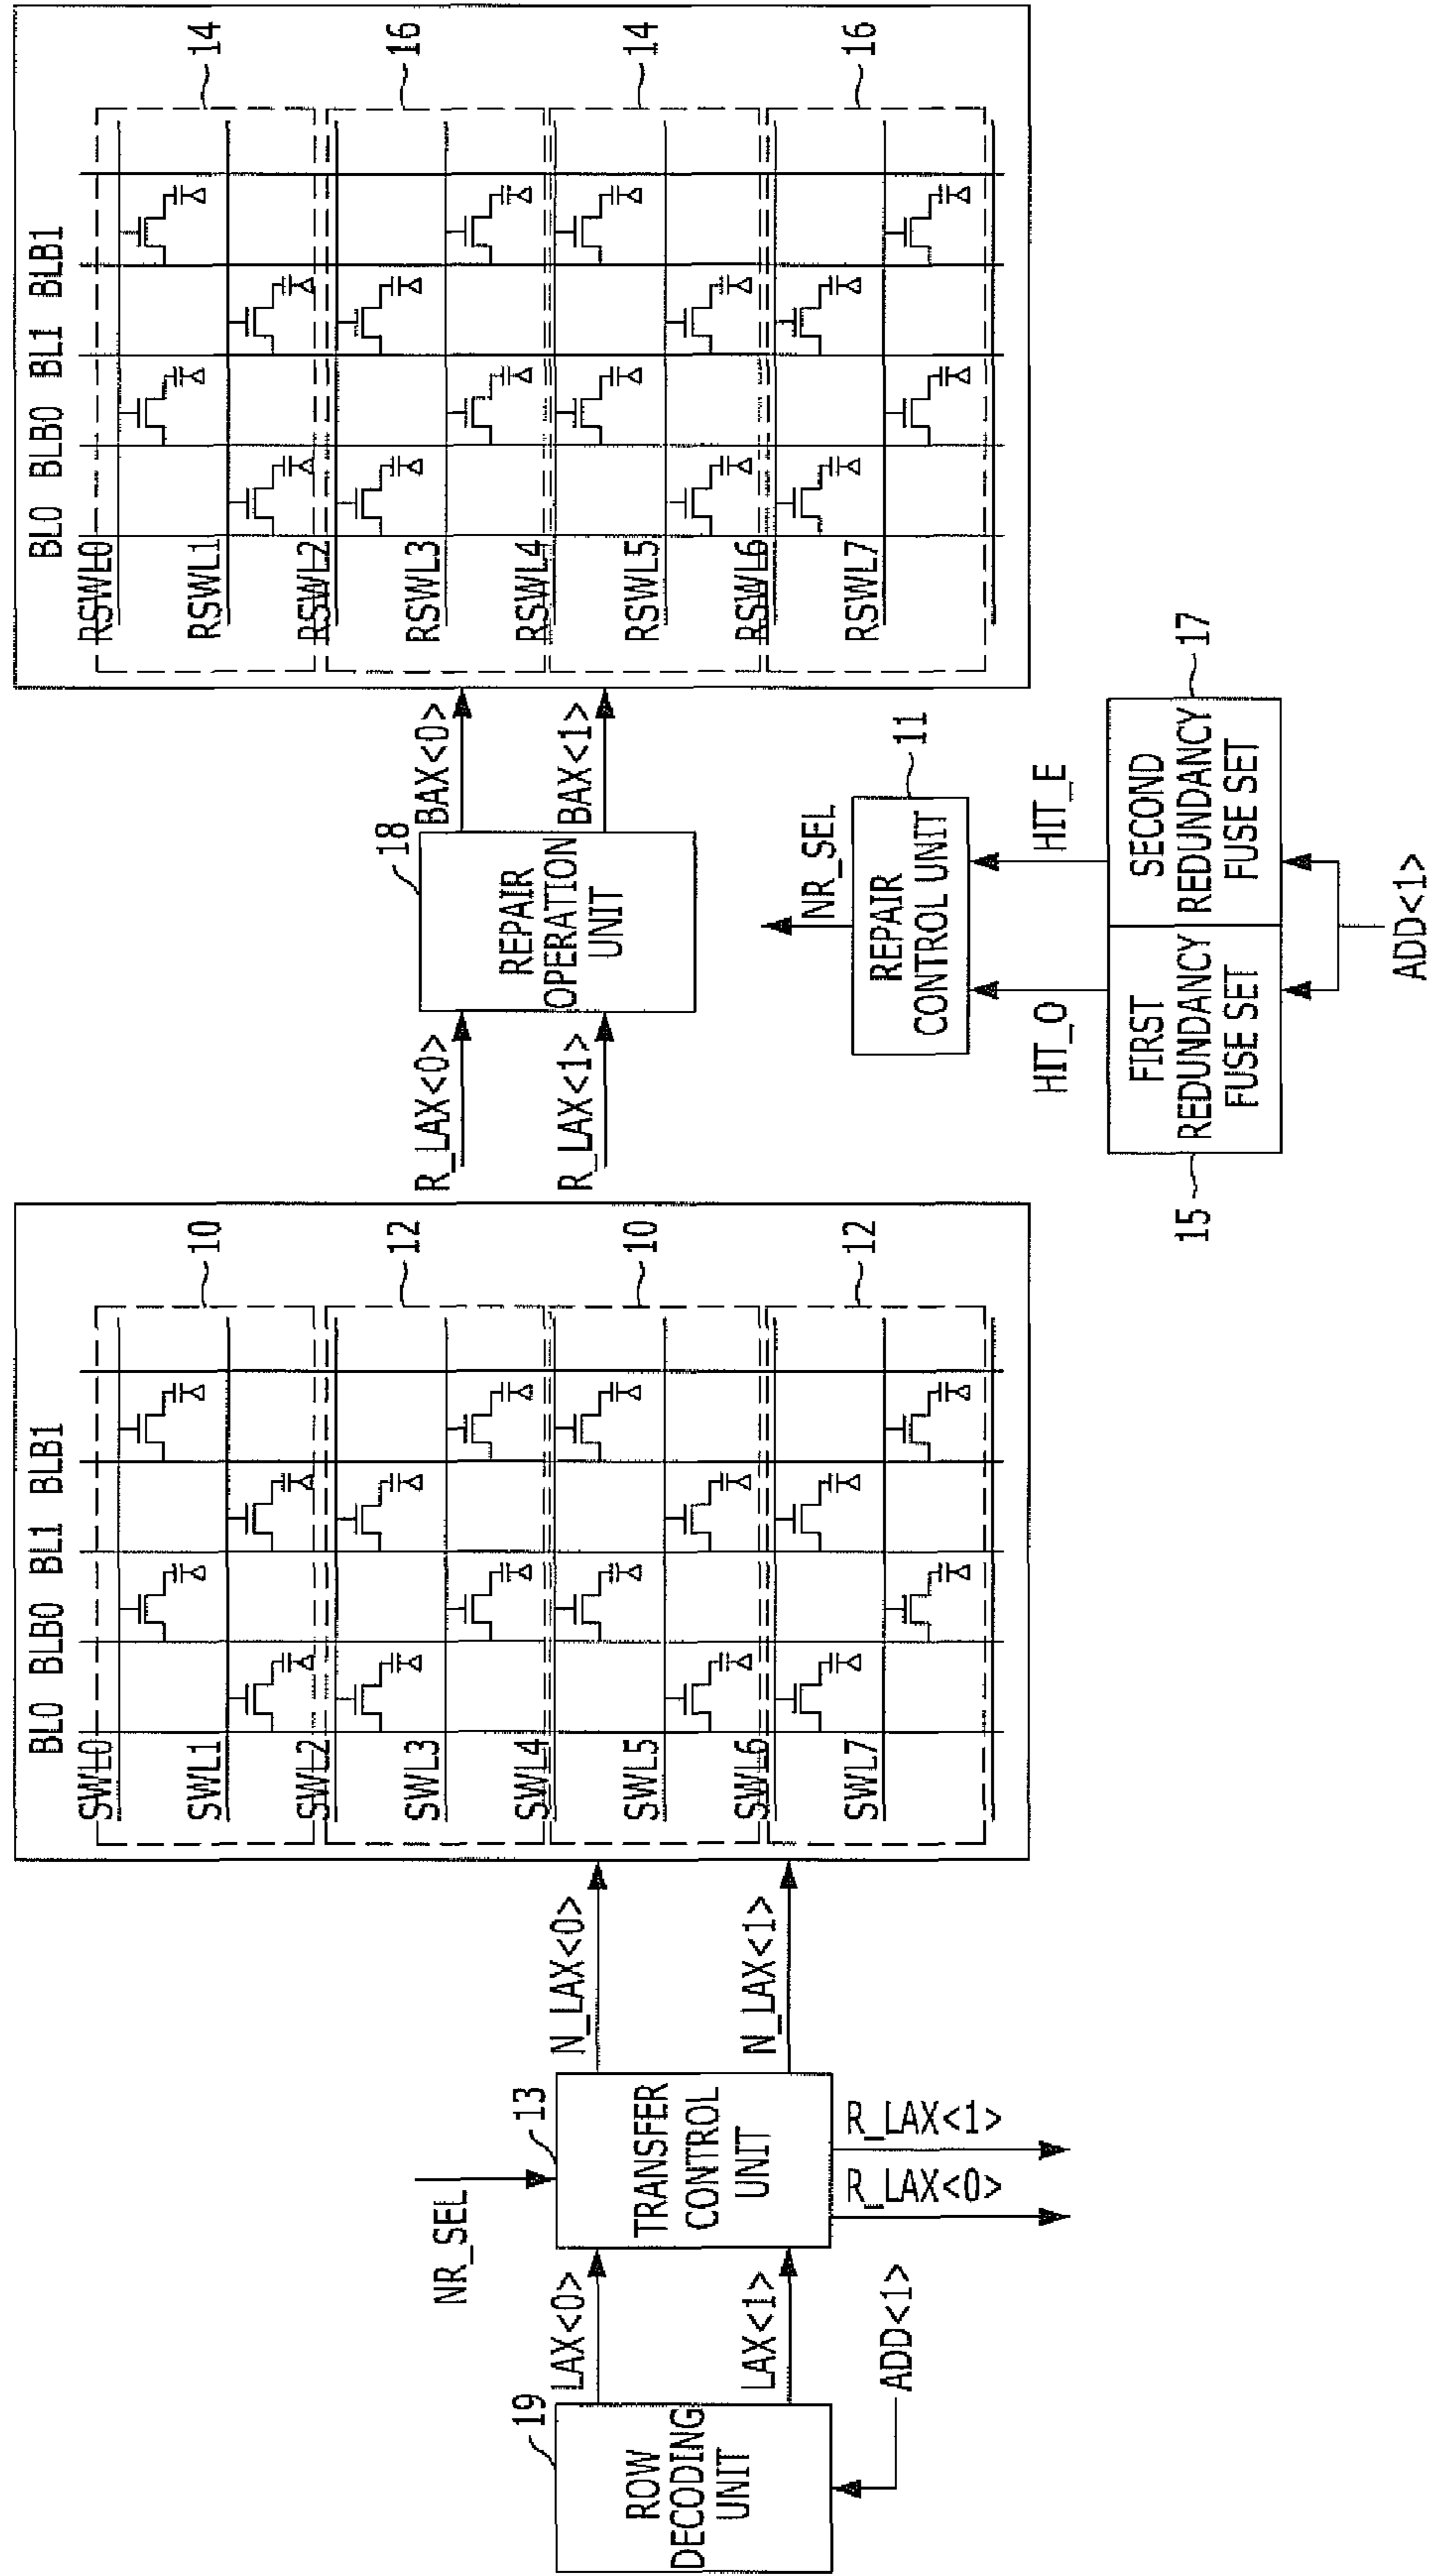 ROW
DECODING
UNIT
19
ADD<1>
LAX<0>
LAX<1>
NR_SEL
13
TRANSFER
CONTROL
UNIT
R_LAX<0>
R_LAX<1>
N_LAX<0>
N_LAX<1>
BL0 BLB0 BL1 BLB1
SWL0
SWL1
SWL2
SWL3
SWL4
SWL5
SWL6
SWL7
10
12
10
12
R_LAX<0>
R_LAX<1>
18
REPAIR
OPERATION
UNIT
BAX<0>
BAX<1>
BL0 BLB0 BL1 BLB1
RSWL0
RSWL1
RSWL2
RSWL3
RSWL4
RSWL5
RSWL6
RSWL7
14
16
14
16
NR_SEL
11
REPAIR
CONTROL UNIT
HIT_O
HIT_E
15
FIRST
REDUNDANCY
FUSE SET
SECOND
REDUNDANCY
FUSE SET
17
ADD<1>